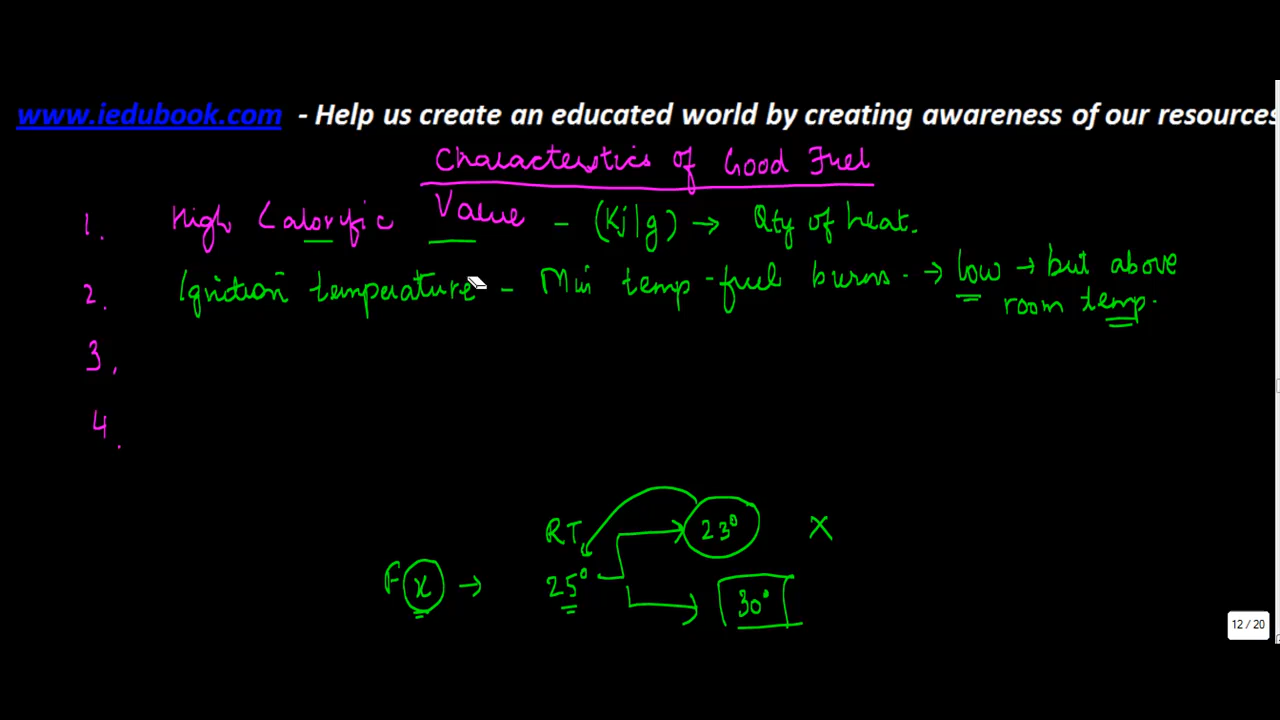 www.iedubook.com - Help us create an educated world by creating awareness of our resources
Characteristics of Good Fuel
1. High Calorific Value - (Kj|g) → Qty of heat.
2. Ignition temperature - Min temp - fuel burns. → low → but above
room temp.
3.
4.
RT 23° X
F x → 25°
30°
12 / 20